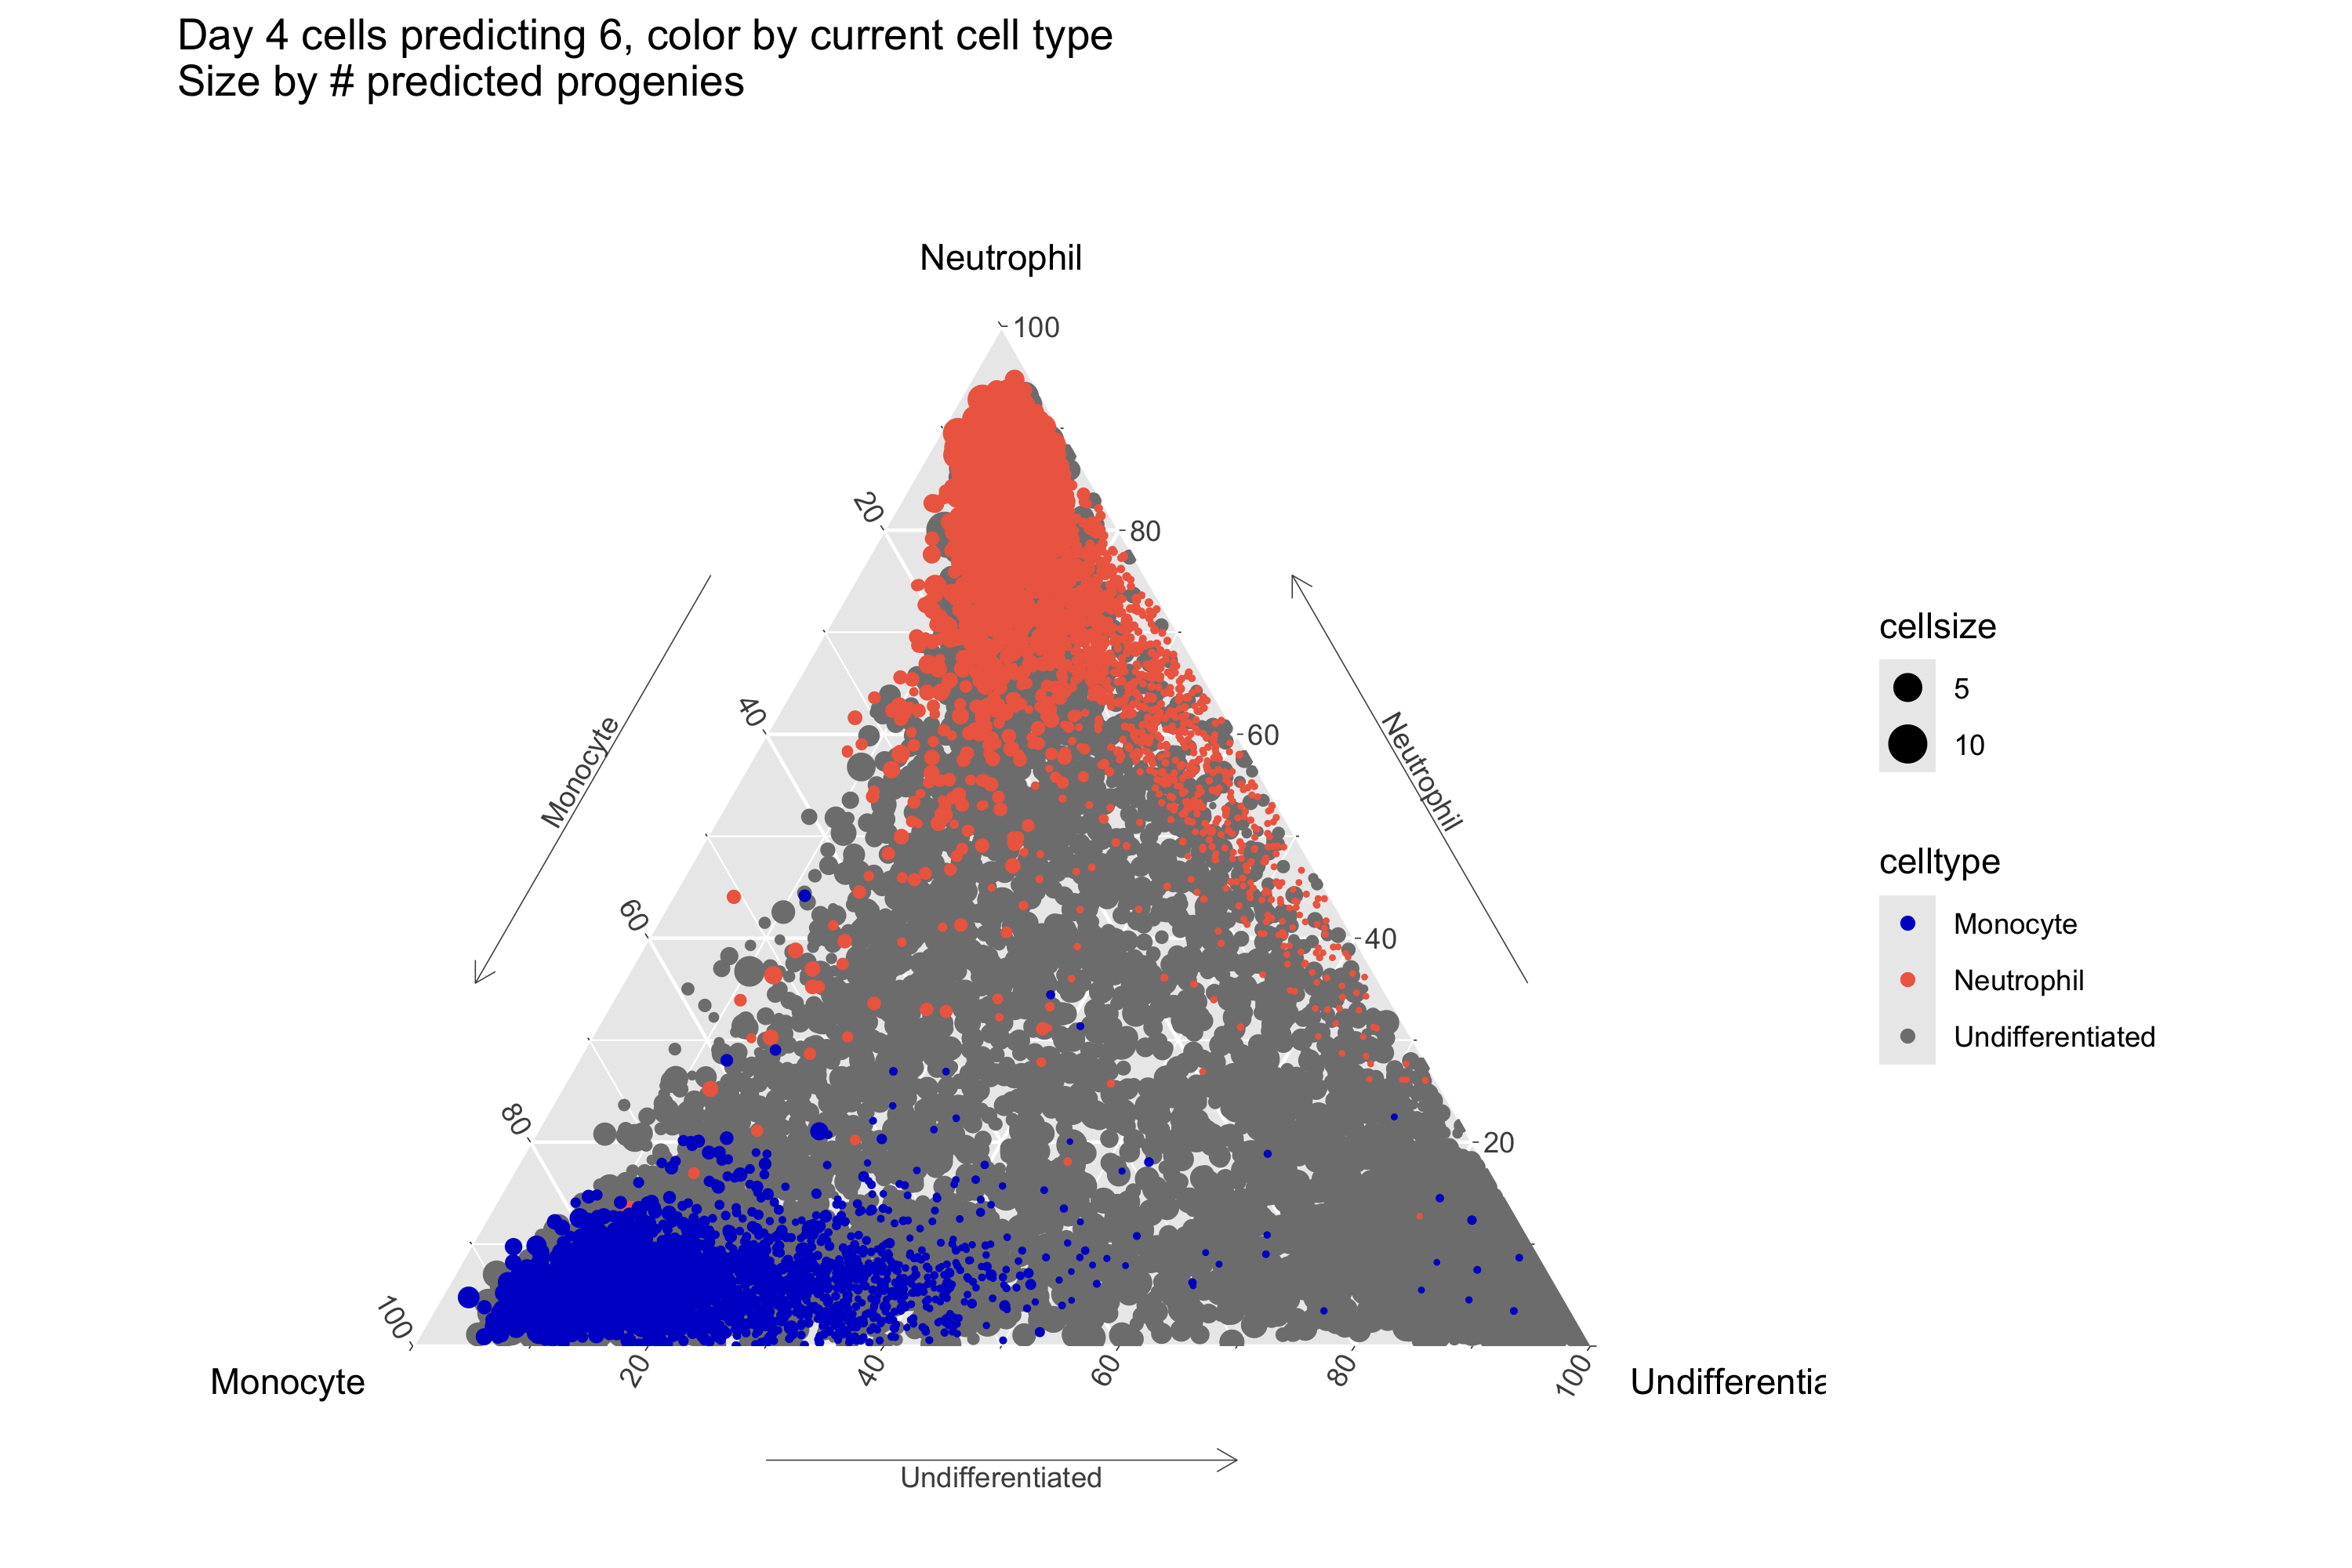 Day 4 cells predicting 6, color by current cell type
Size by # predicted progenies
Neutrophil
100
20
80
40
60
60
40
80
20
100
Monocyte
Neutrophil
Monocyte
20
40
60
80
100
Undifferentia
Undifferentiated
cellsize
5
10
celltype
Monocyte
Neutrophil
Undifferentiated